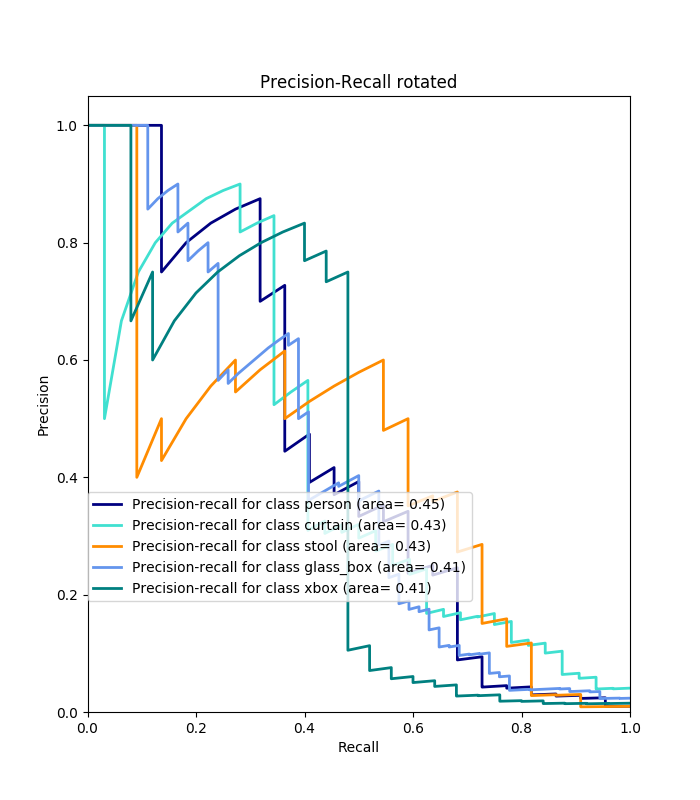 Precision-Recall rotated
1.0
0.8
0.6
0.4
0.2
0.0
Precision
Precision-recall for class person (area= 0.45)
Precision-recall for class curtain (area= 0.43)
Precision-recall for class stool (area= 0.43)
Precision-recall for class glass_box (area= 0.41)
Precision-recall for class xbox (area= 0.41)
0.0 0.2 0.4 0.6 0.8 1.0
Recall